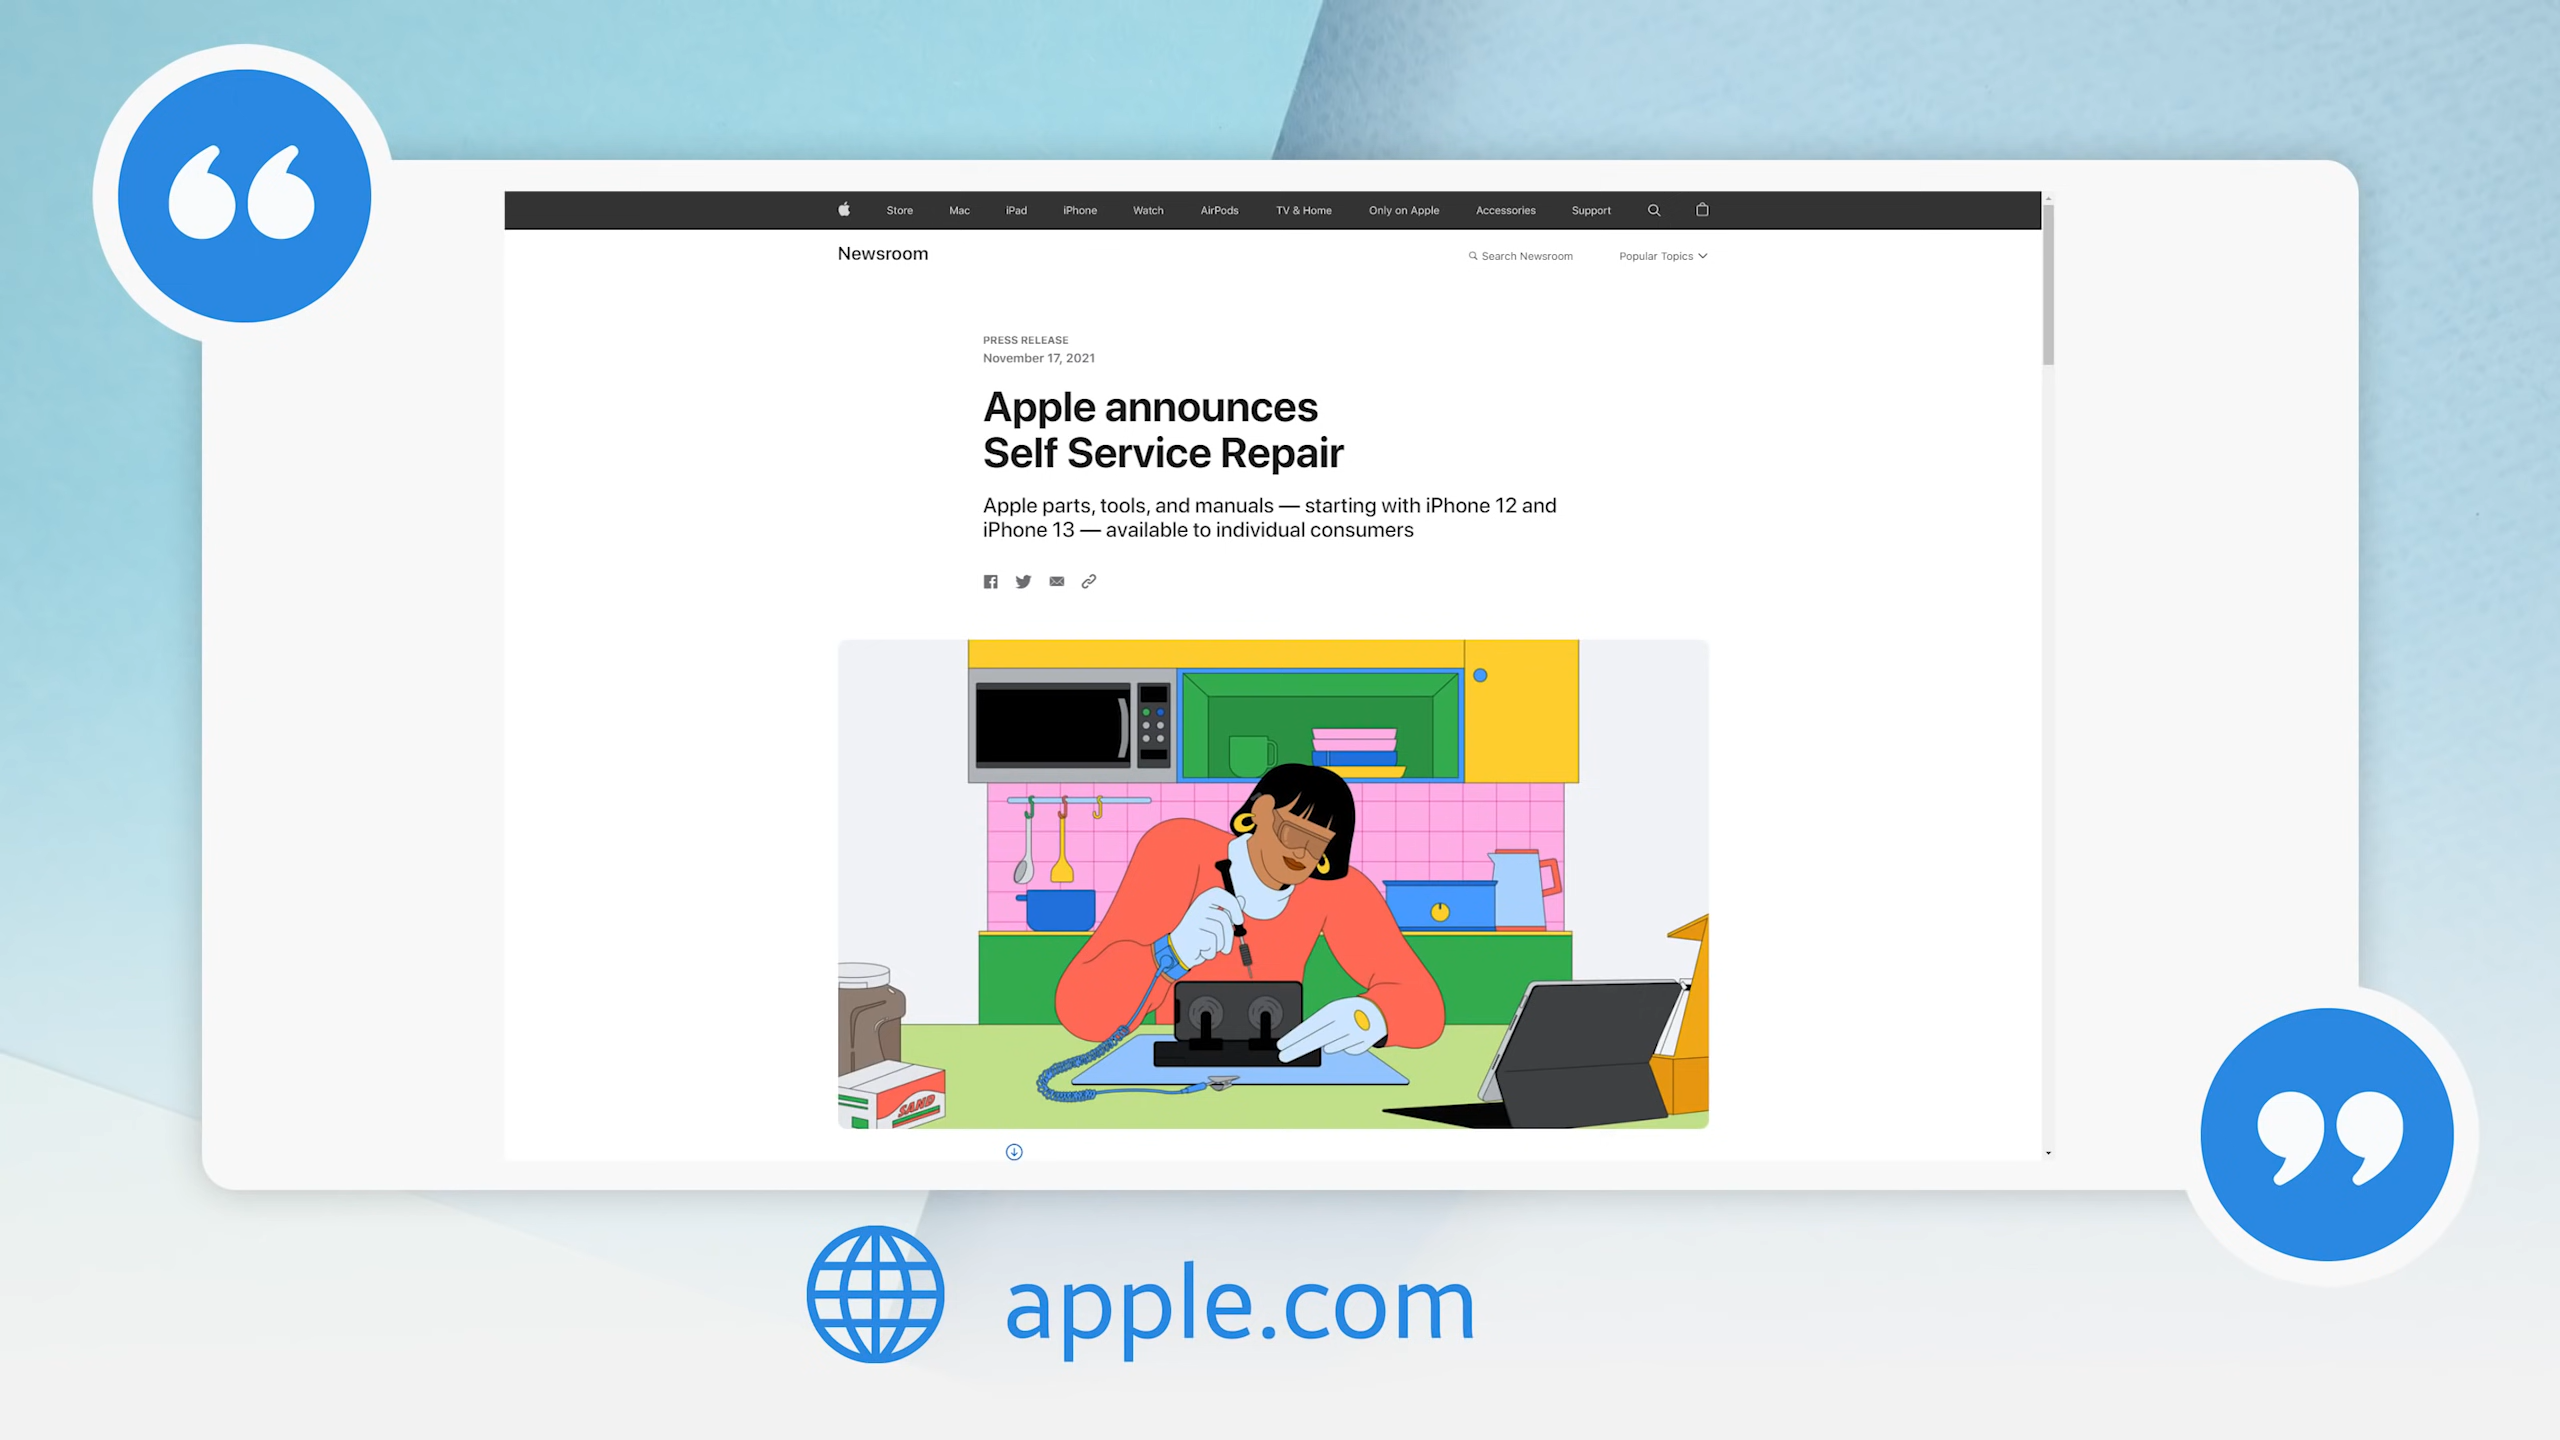 Store Mac iPad iPhone Watch AirPods TV & Home Only on Apple Accessories Support
Newsroom
Search Newsroom Popular Topics
PRESS RELEASE
November 17, 2021
Apple announces
Self Service Repair
Apple parts, tools, and manuals — starting with iPhone 12 and
iPhone 13 — available to individual consumers
SAND
apple.com